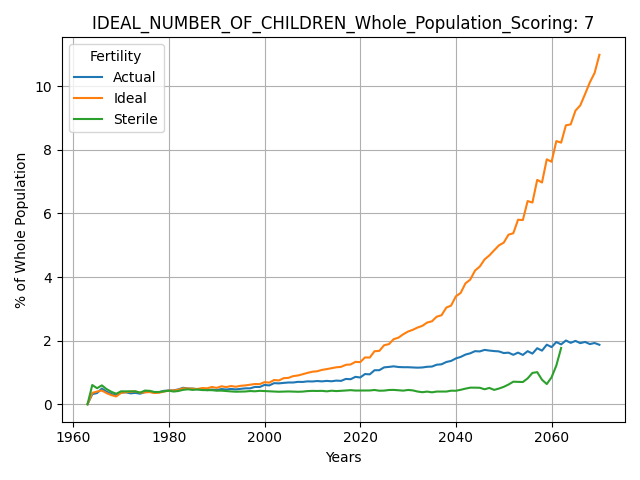 IDEAL_NUMBER_OF_CHILDREN_Whole_Population_Scoring: 7
Fertility
Actual
Ideal
Sterile
% of Whole Population
10
8
6
4
2
0
1960
1980
2000
2020
2040
2060
Years